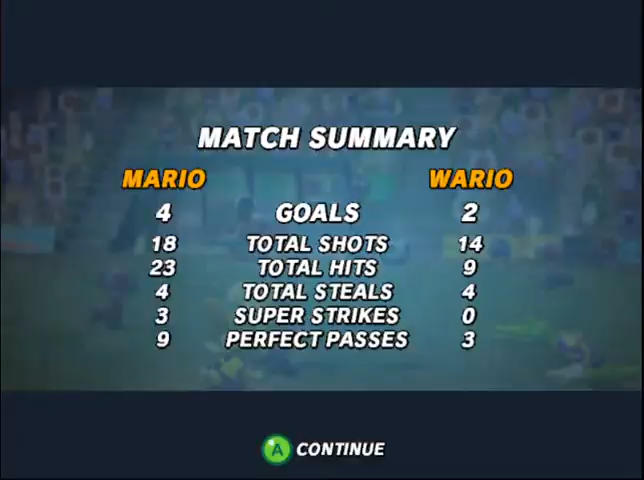 MATCH SUMMARY
MARIO WARIO
4 GOALS 2
18 TOTAL SHOTS 14
23 TOTAL HITS 9
4 TOTAL STEALS 4
3 SUPER STRIKES 0
9 PERFECT PASSES 3
A CONTINUE